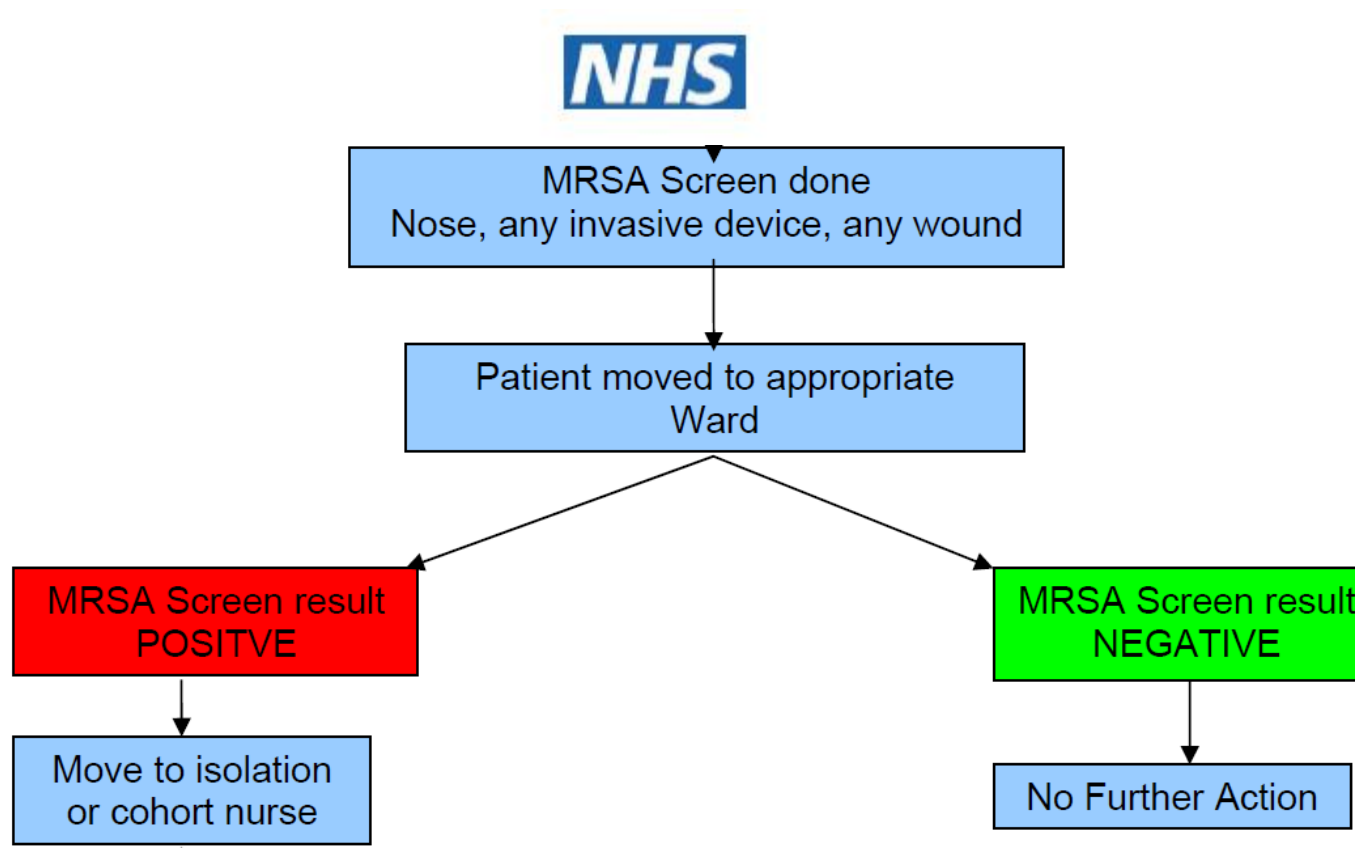 NHS
MRSA Screen done
Nose, any invasive device, any wound
Patient moved to appropriate
Ward
MRSA Screen result
POSITVE
MRSA Screen result
NEGATIVE
Move to isolation
or cohort nurse
No Further Action